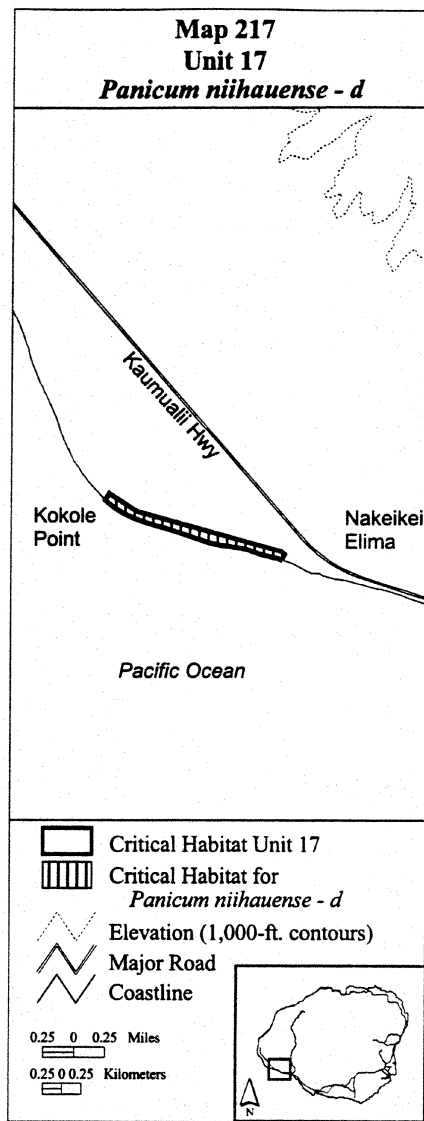 Map 217
Unit 17
Panicum niihauense - d
Kaumualii Hwy
Kokole
Point
Nakeikei
Elima
Pacific Ocean
Critical Habitat Unit 17
Critical Habitat for
Panicum niihauense - d
Elevation (1,000-ft. contours)
Major Road
Coastline
0.25 0 0.25 Miles
0.25 0 0.25 Kilometers
N